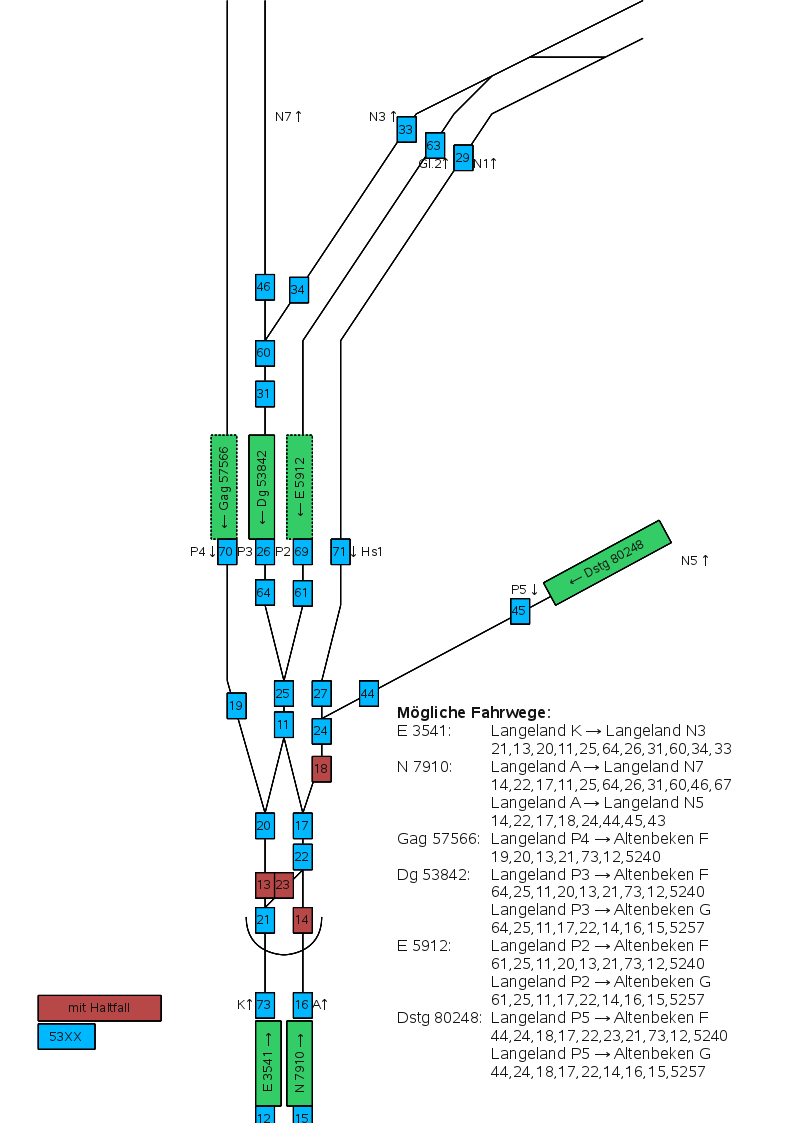 N7 ↑
N3 ↑
33
63
Gl.2↑
29
N1↑
46
34
60
31
← Gag 57566
← Dg 53842
← E 5912
P4 ↓
70
P3
26
P2
69
71
↓ Hs1
64
61
← Dstg 80248
N5 ↑
P5 ↓
45
19
25
27
44
11
24
18
20
17
22
13
23
21
14
K↑
73
16
A↑
E 3541 →
N 7910 →
12
15
mit Haltfall
53XX
Mögliche Fahrwege:
E 3541: Langeland K → Langeland N3
21,13,20,11,25,64,26,31,60,34,33
N 7910: Langeland A → Langeland N7
14,22,17,11,25,64,26,31,60,46,67
Langeland A → Langeland N5
14,22,17,18,24,44,45,43
Gag 57566: Langeland P4 → Altenbeken F
19,20,13,21,73,12,5240
Dg 53842: Langeland P3 → Altenbeken F
64,25,11,20,13,21,73,12,5240
Langeland P3 → Altenbeken G
64,25,11,17,22,14,16,15,5257
E 5912: Langeland P2 → Altenbeken F
61,25,11,20,13,21,73,12,5240
Langeland P2 → Altenbeken G
61,25,11,17,22,14,16,15,5257
Dstg 80248: Langeland P5 → Altenbeken F
44,24,18,17,22,23,21,73,12,5240
Langeland P5 → Altenbeken G
44,24,18,17,22,14,16,15,5257